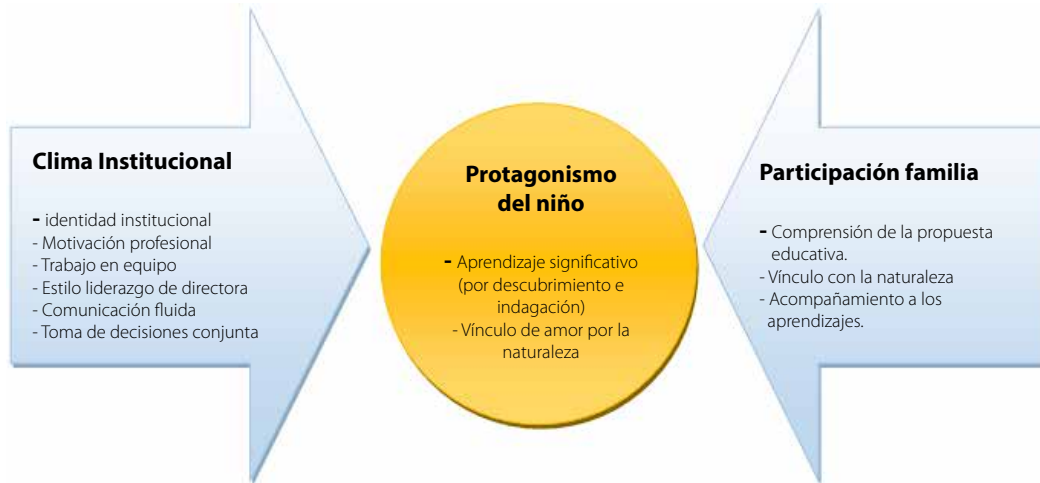 Clima Institucional
- identidad institucional
- Motivación profesional
- Trabajo en equipo
- Estilo liderazgo de directora
- Comunicación fluida
- Toma de decisiones conjunta
Protagonismo
del niño
- Aprendizaje significativo
(por descubrimiento e
indagación)
- Vínculo de amor por la
naturaleza
Participación familia
- Comprensión de la propuesta
educativa.
- Vínculo con la naturaleza
- Acompañamiento a los
aprendizajes.